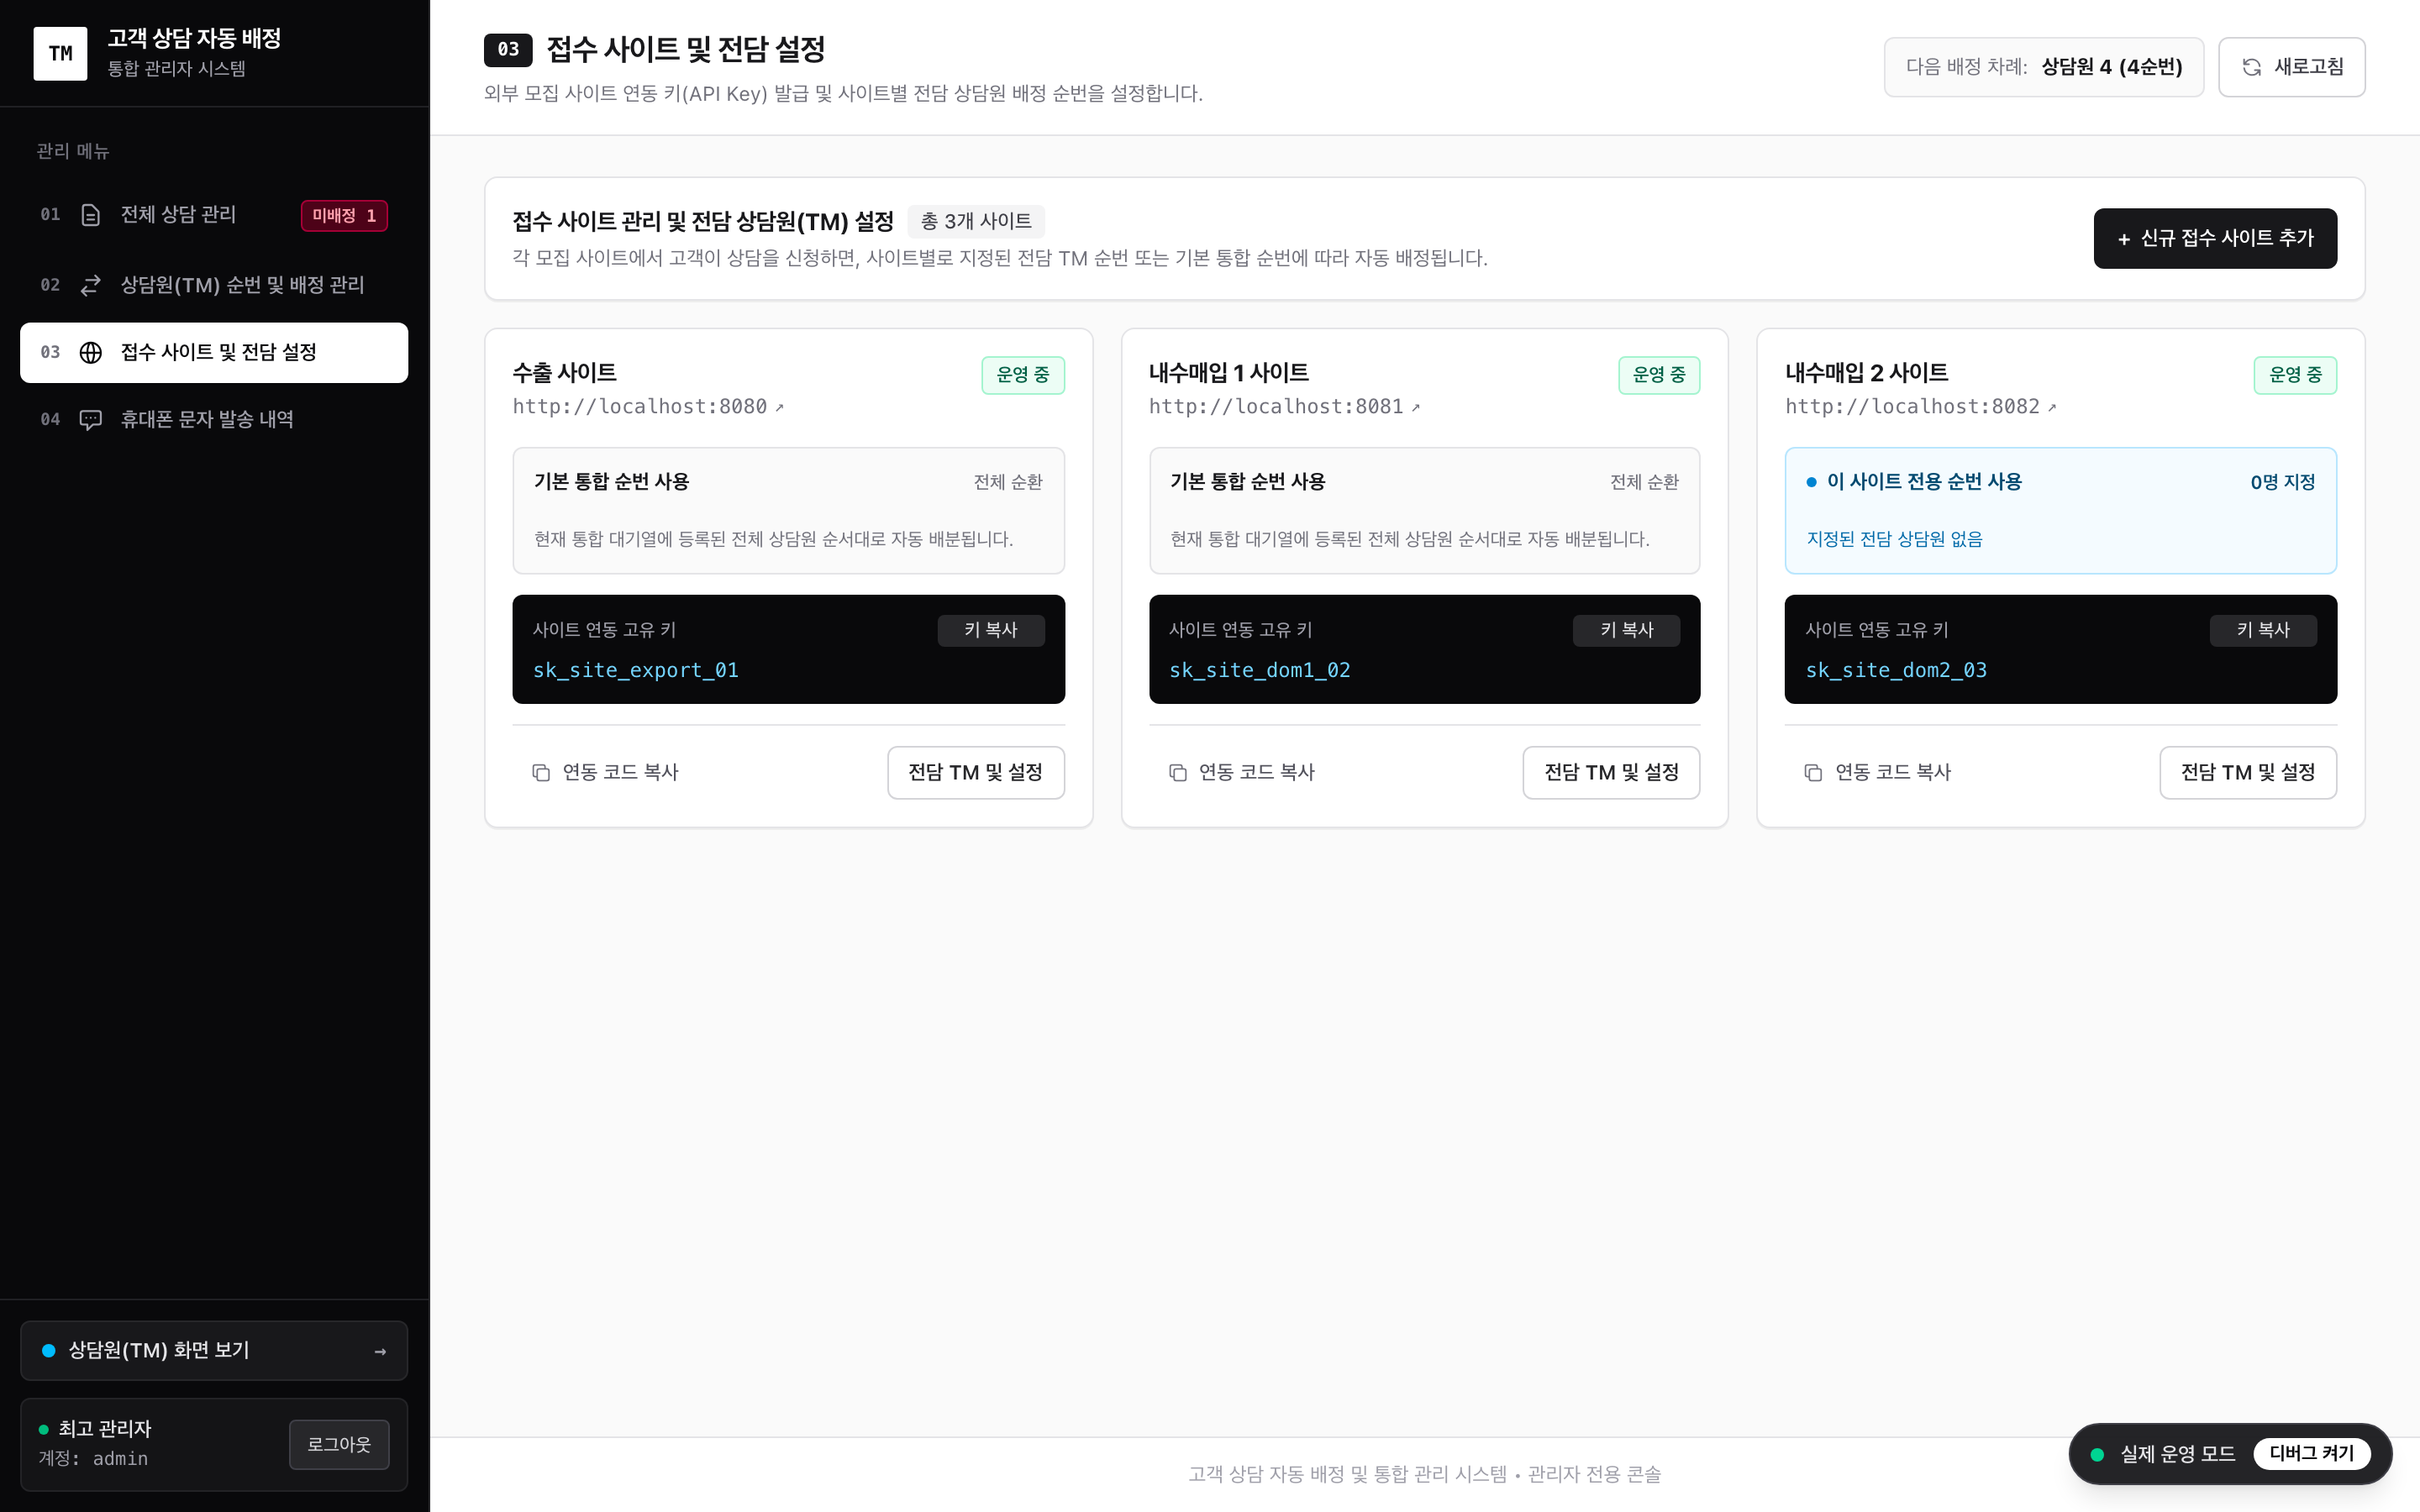 TM
고객 상담 자동 배정
통합 관리자 시스템
관리 메뉴
01 전체 상담 관리 미배정 1
02 상담원(TM) 순번 및 배정 관리
03 접수 사이트 및 전담 설정
04 휴대폰 문자 발송 내역
상담원(TM) 화면 보기 →
최고 관리자
계정: admin
로그아웃
03 접수 사이트 및 전담 설정
외부 모집 사이트 연동 키(API Key) 발급 및 사이트별 전담 상담원 배정 순번을 설정합니다.
다음 배정 차례: 상담원 4 (4순번)
새로고침
접수 사이트 관리 및 전담 상담원(TM) 설정 총 3개 사이트
각 모집 사이트에서 고객이 상담을 신청하면, 사이트별로 지정된 전담 TM 순번 또는 기본 통합 순번에 따라 자동 배정됩니다.
+ 신규 접수 사이트 추가
수출 사이트 운영 중
http://localhost:8080 ↗
기본 통합 순번 사용 전체 순환
현재 통합 대기열에 등록된 전체 상담원 순서대로 자동 배분됩니다.
사이트 연동 고유 키 키 복사
sk_site_export_01
연동 코드 복사 전담 TM 및 설정
내수매입 1 사이트 운영 중
http://localhost:8081 ↗
기본 통합 순번 사용 전체 순환
현재 통합 대기열에 등록된 전체 상담원 순서대로 자동 배분됩니다.
사이트 연동 고유 키 키 복사
sk_site_dom1_02
연동 코드 복사 전담 TM 및 설정
내수매입 2 사이트 운영 중
http://localhost:8082 ↗
이 사이트 전용 순번 사용 0명 지정
지정된 전담 상담원 없음
사이트 연동 고유 키 키 복사
sk_site_dom2_03
연동 코드 복사 전담 TM 및 설정
고객 상담 자동 배정 및 통합 관리 시스템 • 관리자 전용 콘솔
실제 운영 모드 디버그 켜기